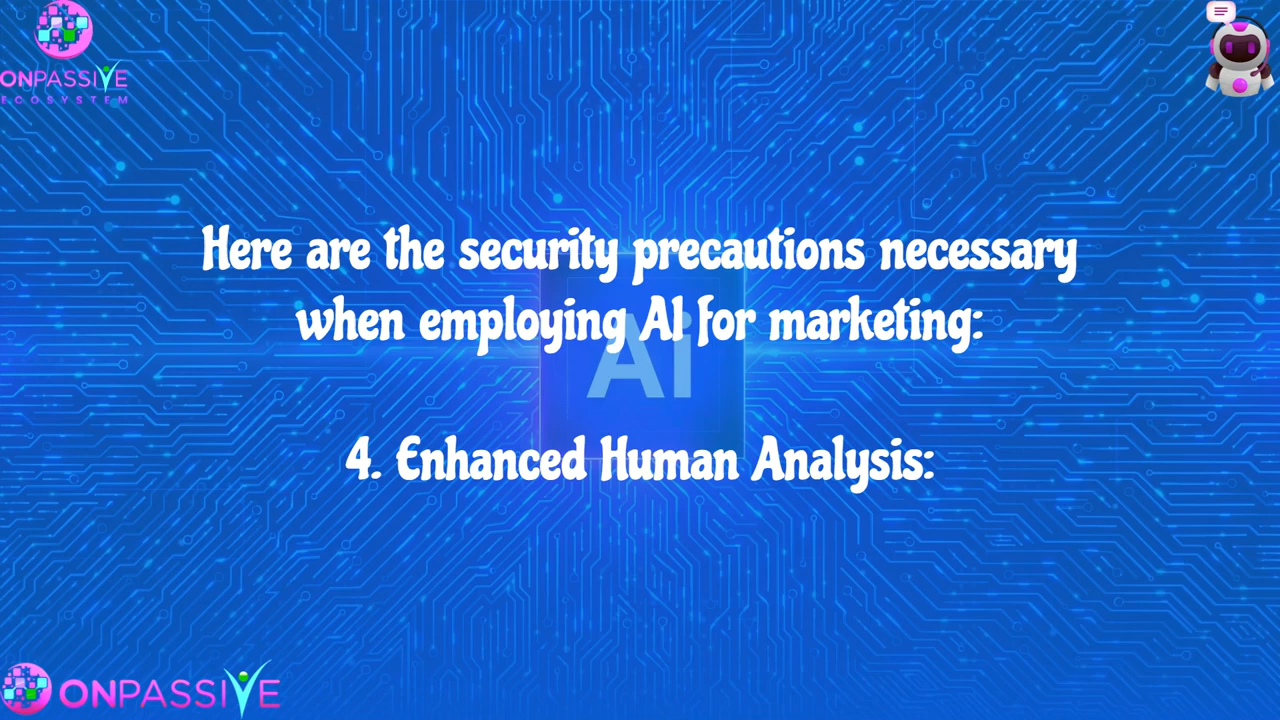 ONPASSIVE
ECOSYSTEM
Here are the security precautions necessary
when employing AI for marketing:
Ai
4. Enhanced Human Analysis:
ONPASSIVE